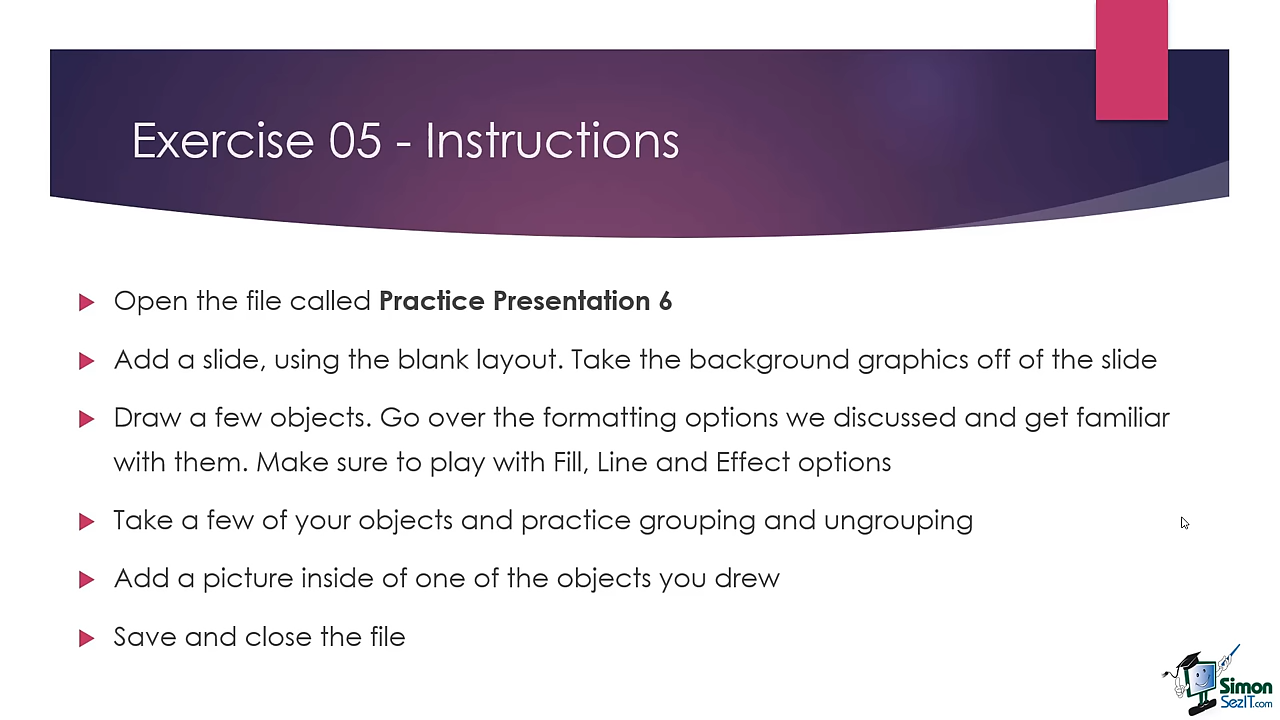 Exercise 05 - Instructions
Open the file called Practice Presentation 6
Add a slide, using the blank layout. Take the background graphics off of the slide
Draw a few objects. Go over the formatting options we discussed and get familiar
with them. Make sure to play with Fill, Line and Effect options
Take a few of your objects and practice grouping and ungrouping
Add a picture inside of one of the objects you drew
Save and close the file
Simon
SezIT.com